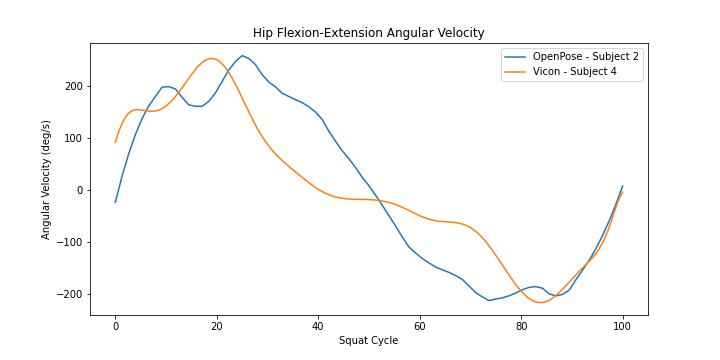 Hip Flexion-Extension Angular Velocity
OpenPose - Subject 2
Vicon - Subject 4
Angular Velocity (deg/s)
200
100
0
−100
−200
0 20 40 60 80 100
Squat Cycle